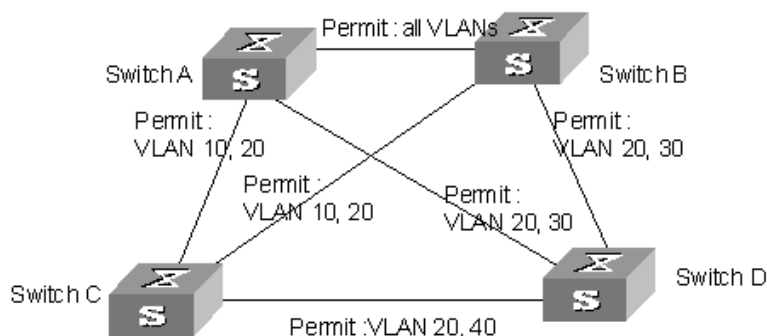 Permit : all VLANs
Switch A
S
S
Switch B
Permit :
VLAN 10, 20
Permit :
VLAN 20, 30
Permit :
VLAN 10, 20
Permit :
VLAN 20, 30
Switch C
S
S
Switch D
Permit :VLAN 20, 40